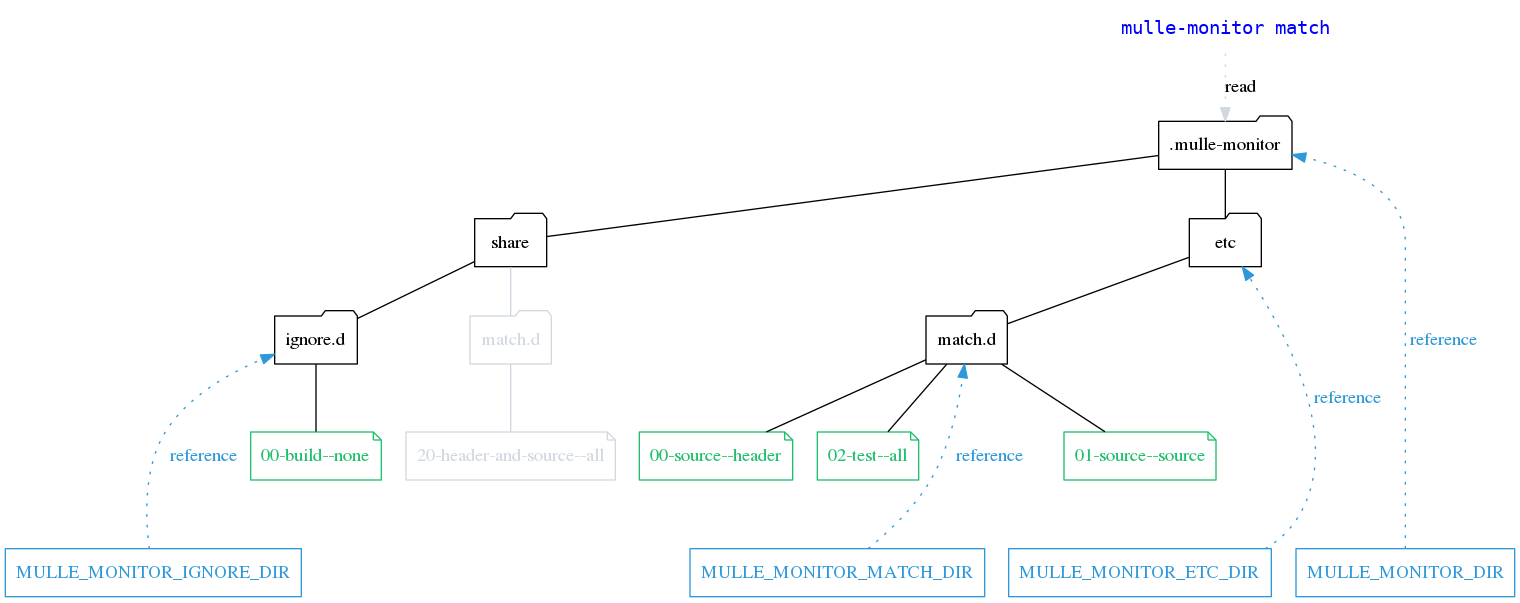 mulle-monitor match
read
.mulle-monitor
share
etc
ignore.d
match.d
match.d
reference
reference
reference
00-build--none
20-header-and-source--all
00-source--header
02-test--all
reference
01-source--source
MULLE_MONITOR_IGNORE_DIR
MULLE_MONITOR_MATCH_DIR
MULLE_MONITOR_ETC_DIR
MULLE_MONITOR_DIR